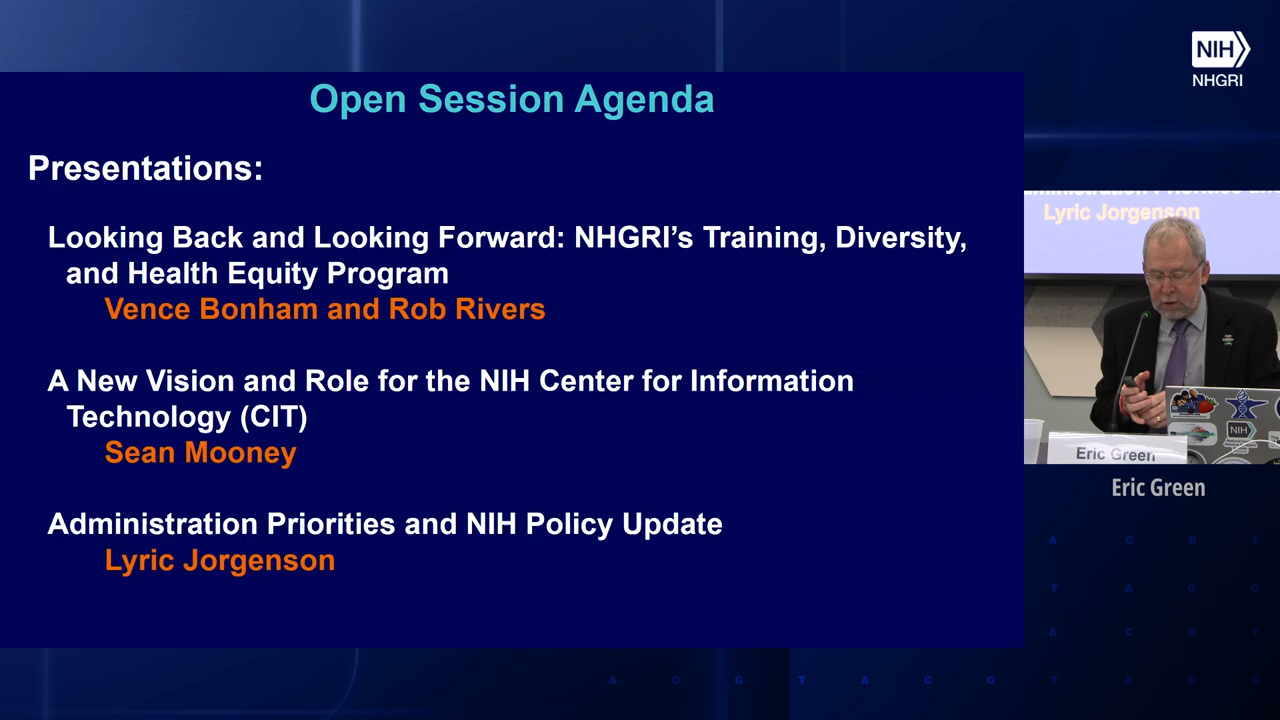 Open Session Agenda
Presentations:
Looking Back and Looking Forward: NHGRI's Training, Diversity,
and Health Equity Program
Vence Bonham and Rob Rivers
A New Vision and Role for the NIH Center for Information
Technology (CIT)
Sean Mooney
Administration Priorities and NIH Policy Update
Lyric Jorgenson
NIH
NHGRI
Lyric Jorgenson
NIH
Eric Green
Eric Green
A C G T
T A C G
A C G T
A C G T A C G T A C